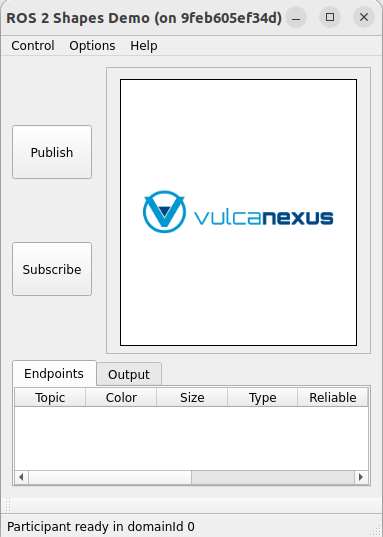 ROS 2 Shapes Demo (on 9feb605ef34d)
Control Options Help
Publish
vulcanexus
Subscribe
Endpoints Output
Topic Color Size Type Reliable
Participant ready in domainId 0